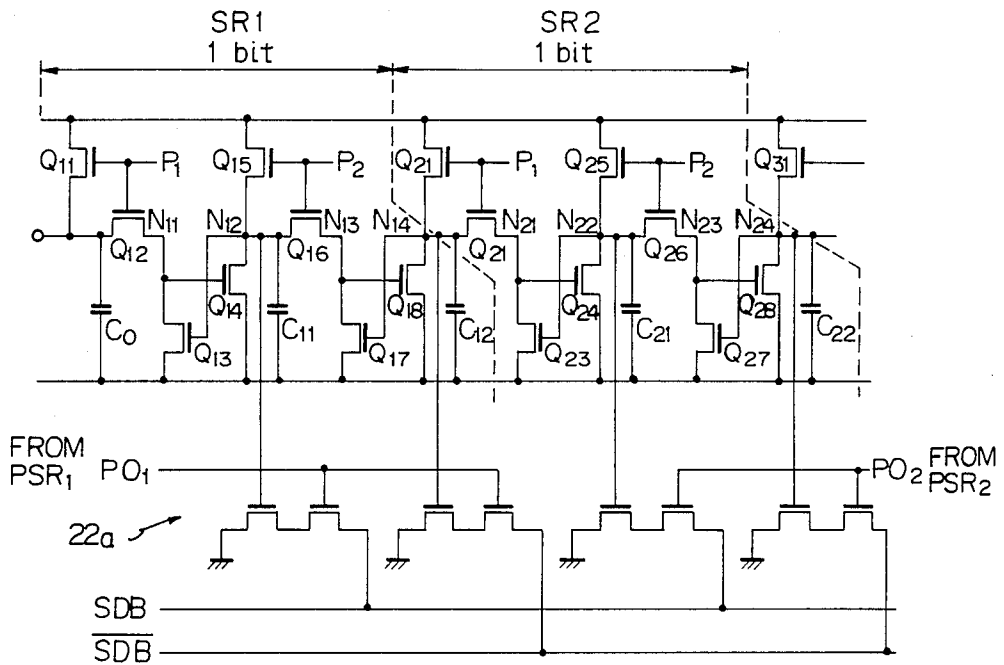 SR1 SR2
1 bit 1 bit
Q11 P1 Q15 P2 Q21 P1 Q25 P2 Q31
N11 N12 N13 N14 N21 N22 N23 N24
Q12 Q16 Q21 Q26
C0 Q14 C11 Q18 C12 Q24 C21 Q28 C22
Q13 Q17 Q23 Q27
FROM PSR1 PO1 PO2 FROM PSR2
22a
SDB
SDB